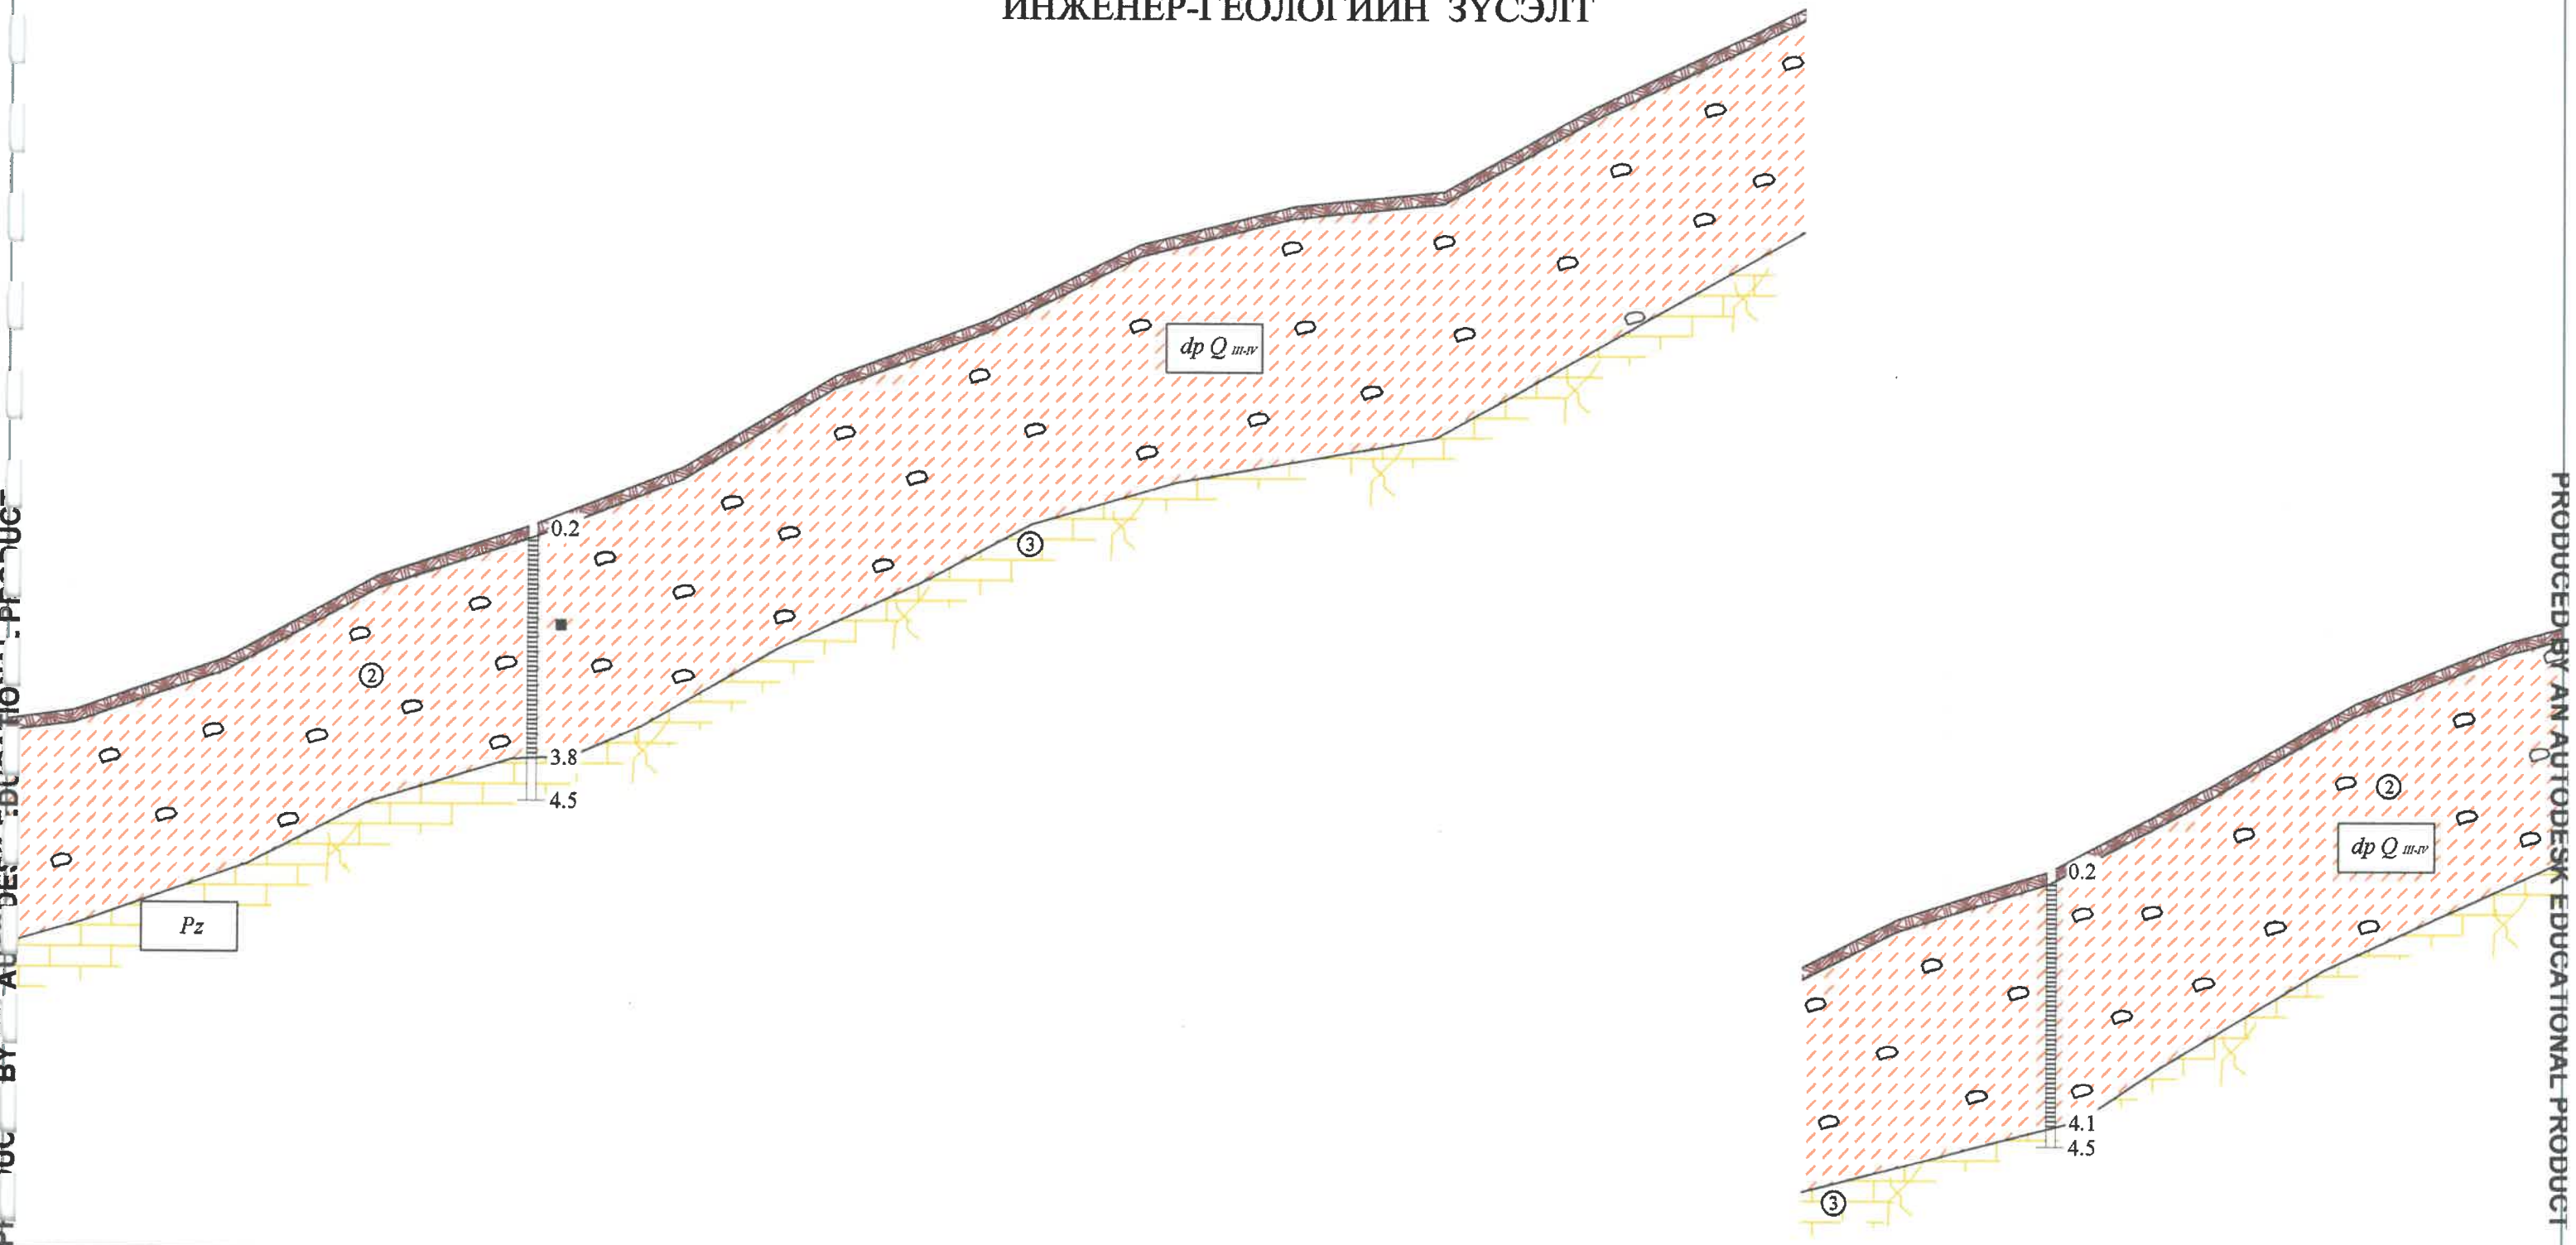 ИНЖЕНЕР-ГЕОЛОГИЙН ЗҮСЭЛТ
dp Q III-IV
0.2
3
2
3.8
4.5
Pz
2
dp Q III-IV
0.2
4.1
4.5
3
PRODUCED BY AN AUTODESK EDUCATIONAL PRODUCT